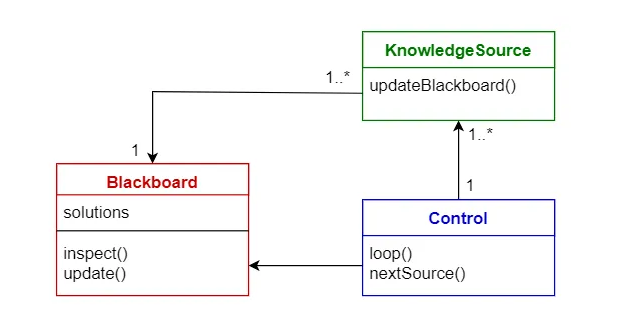 KnowledgeSource
updateBlackboard()
1..*
1
1..*
1
Blackboard
solutions
inspect()
update()
Control
loop()
nextSource()